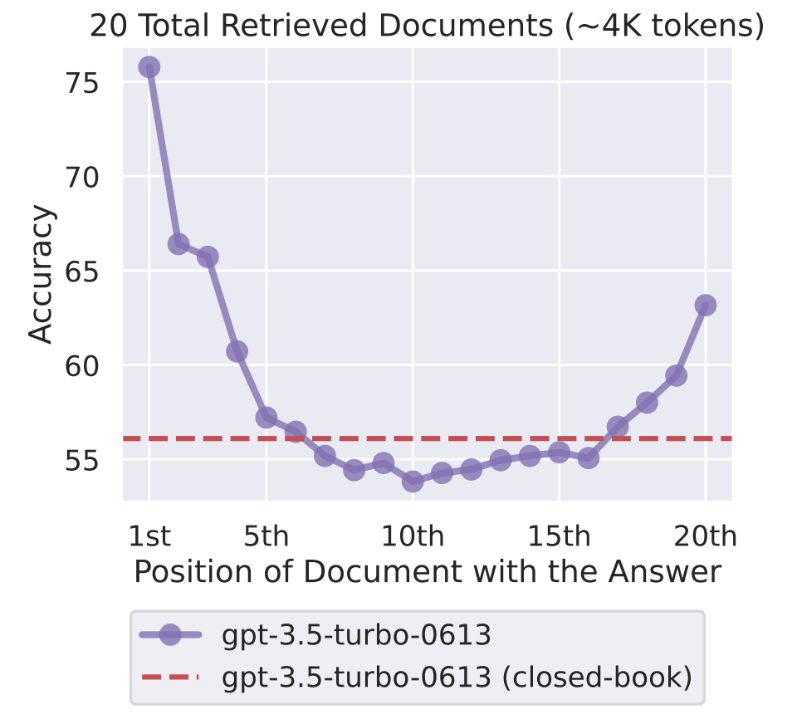 20 Total Retrieved Documents (~4K tokens)
75
70
65
60
55
Accuracy
1st 5th 10th 15th 20th
Position of Document with the Answer
gpt-3.5-turbo-0613
gpt-3.5-turbo-0613 (closed-book)